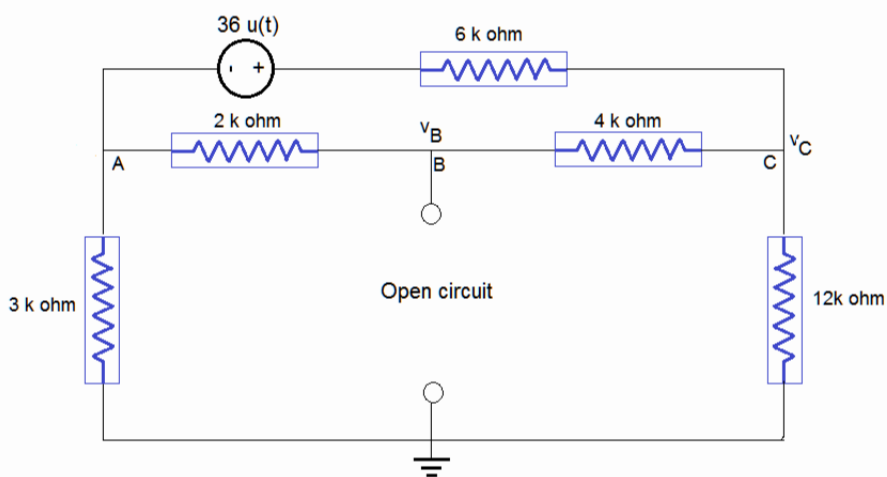 36 u(t)
- +
6 k ohm
2 k ohm
vB
4 k ohm
vC
A
B
C
3 k ohm
Open circuit
12k ohm